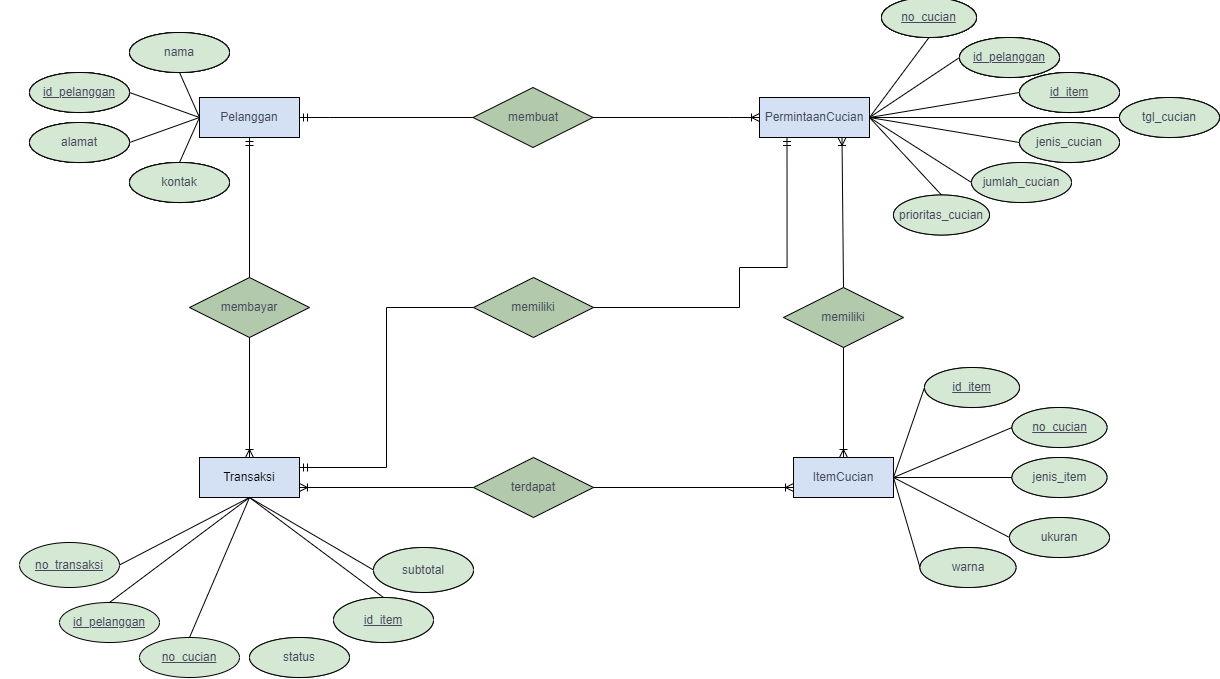 no_cucian
nama
id_pelanggan
id_pelanggan
id_item
Pelanggan
membuat
PermintaanCucian
tgl_cucian
alamat
jenis_cucian
kontak
jumlah_cucian
prioritas_cucian
membayar
memiliki
memiliki
id_item
no_cucian
Transaksi
terdapat
ItemCucian
jenis_item
ukuran
no_transaksi
subtotal
warna
id_pelanggan
id_item
no_cucian
status